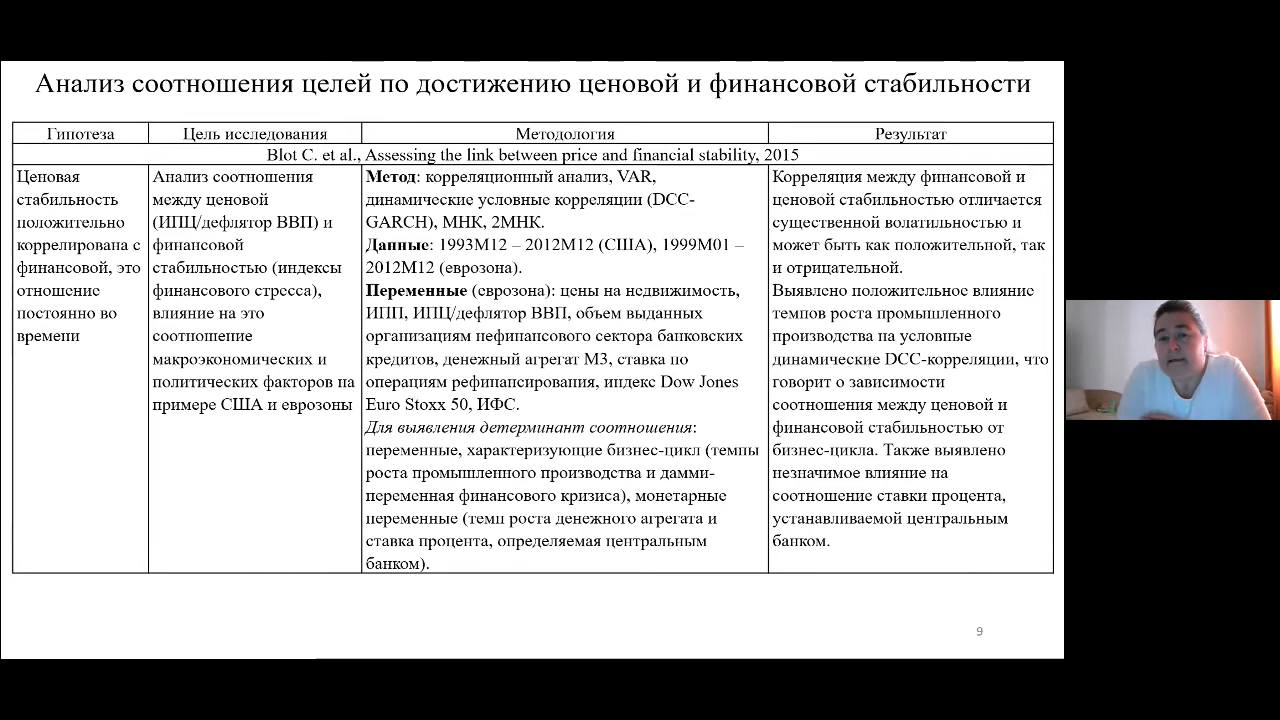 Анализ соотношения целей по достижению ценовой и финансовой стабильности
Гипотеза
Цель исследования
Методология
Результат
Blot C. et al., Assessing the link between price and financial stability, 2015
Ценовая
стабильность
положительно
коррелирована с
финансовой, это
отношение
постоянно во
времени
Анализ соотношения
между ценовой
(ИПЦ/дефлятор ВВП) и
финансовой
стабильностью (индексы
финансового стресса),
влияние на это
соотношение
макроэкономических и
политических факторов на
примере США и еврозоны
Метод: корреляционный анализ, VAR,
динамические условные корреляции (DCC-
GARCH), МНК, 2МНК.
Данные: 1993M12 – 2012M12 (США), 1999M01 –
2012M12 (еврозона).
Переменные (еврозона): цены на недвижимость,
ИПП, ИПЦ/дефлятор ВВП, объем выданных
организациям нефинансового сектора банковских
кредитов, денежный агрегат М3, ставка по
операциям рефинансирования, индекс Dow Jones
Euro Stoxx 50, ИФС.
Для выявления детерминант соотношения:
переменные, характеризующие бизнес-цикл (темпы
роста промышленного производства и дамми-
переменная финансового кризиса), монетарные
переменные (темп роста денежного агрегата и
ставка процента, определяемая центральным
банком).
Корреляция между финансовой и
ценовой стабильностью отличается
существенной волатильностью и
может быть как положительной, так
и отрицательной.
Выявлено положительное влияние
темпов роста промышленного
производства на условные
динамические DCC-корреляции, что
говорит о зависимости
соотношения между ценовой и
финансовой стабильностью от
бизнес-цикла. Также выявлено
незначимое влияние на
соотношение ставки процента,
устанавливаемой центральным
банком.
9